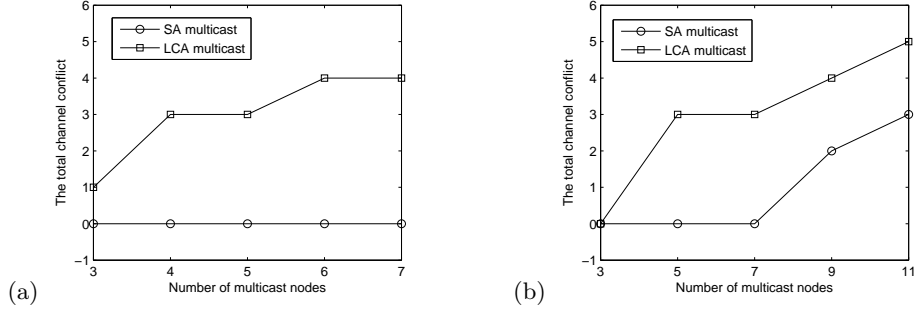 6
5
4
3
2
1
0
−1
The total channel conflict
SA multicast
LCA multicast
3
4
5
6
7
Number of multicast nodes
(a)
6
5
4
3
2
1
0
−1
The total channel conflict
SA multicast
LCA multicast
3
5
7
9
11
Number of multicast nodes
(b)